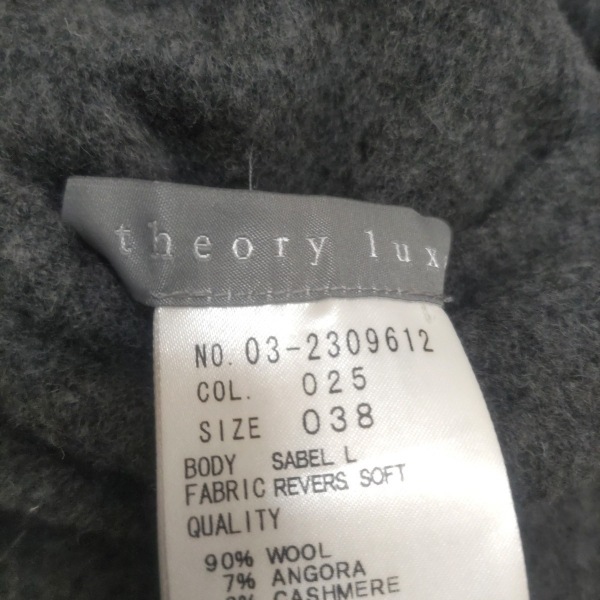 theory lux
NO. 03-2309612
COL. 025
SIZE 038
BODY SABEL L
FABRIC REVERS SOFT
QUALITY
90% WOOL
7% ANGORA
CASHMERE